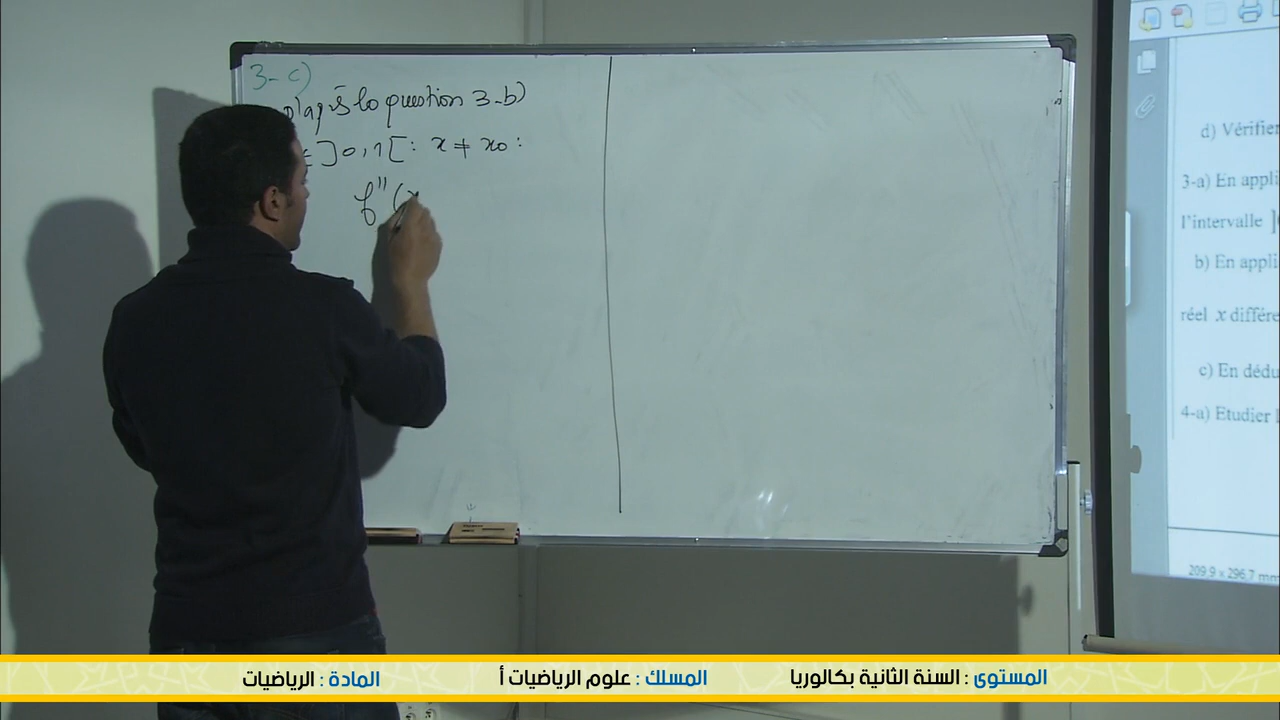 3-c)
D'après la question 3-b)
∈ ]0,1[ : x ≠ x0 :
f''(x
d) Vérifier
3-a) En appli
l'intervalle ]
b) En appli
réel x différe
c) En dédu
4-a) Etudier l
209,9 x 296,7 mm
المستوى : السنة الثانية بكالوريا
المسلك : علوم الرياضيات أ
المادة : الرياضيات